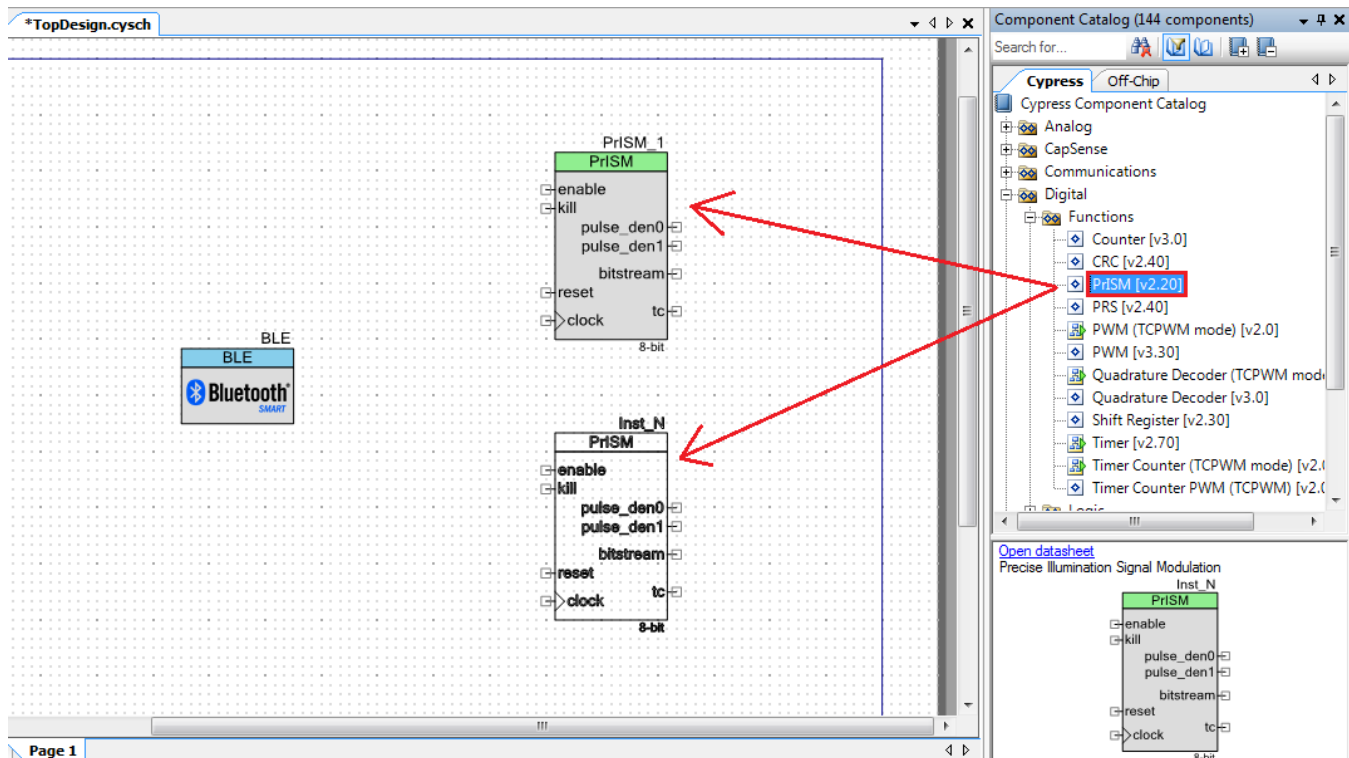 *TopDesign.cysch
PrISM_1
PrISM
enable
kill
pulse_den0
pulse_den1
bitstream
reset
tc
clock
8-bit
BLE
BLE
Bluetooth
SMART
Inst_N
PrISM
enable
kill
pulse_den0
pulse_den1
bitstream
reset
tc
clock
8-bit
Page 1
Component Catalog (144 components)
Search for...
Cypress Off-Chip
Cypress Component Catalog
Analog
CapSense
Communications
Digital
Functions
Counter [v3.0]
CRC [v2.40]
PrISM [v2.20]
PRS [v2.40]
PWM (TCPWM mode) [v2.0]
PWM [v3.30]
Quadrature Decoder (TCPWM mod
Quadrature Decoder [v3.0]
Shift Register [v2.30]
Timer [v2.70]
Timer Counter (TCPWM mode) [v2.
Timer Counter PWM (TCPWM) [v2.
Logic
Open datasheet
Precise Illumination Signal Modulation
Inst_N
PrISM
enable
kill
pulse_den0
pulse_den1
bitstream
reset
tc
clock
8-bit